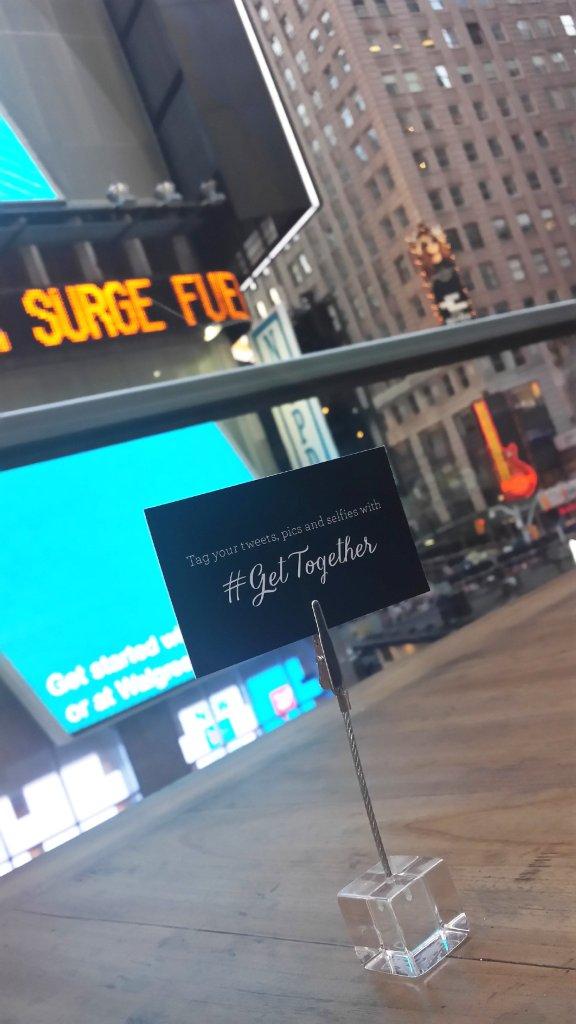 SURGE FUE
Tag your tweets, pics and selfies with
#GetTogether
Get started
or at Walgre